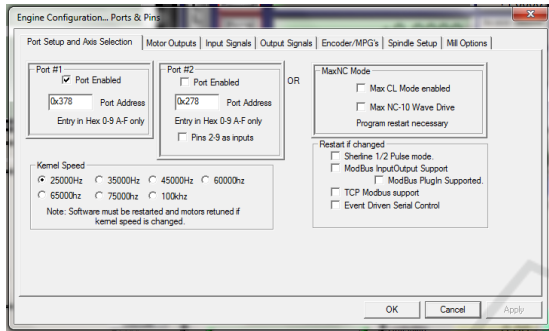 Engine Configuration... Ports & Pins
Port Setup and Axis Selection Motor Outputs Input Signals Output Signals Encoder/MPG's Spindle Setup Mill Options
Port #1
Port Enabled
0x378 Port Address
Entry in Hex 0-9 A-F only
Port #2
Port Enabled
0x278 Port Address
Entry in Hex 0-9 A-F only
Pins 2-9 as inputs
OR
MaxNC Mode
Max CL Mode enabled
Max NC-10 Wave Drive
Program restart necessary
Restart if changed
Sherline 1/2 Pulse mode.
ModBus InputOutput Support
ModBus PlugIn Supported.
TCP Modbus support
Event Driven Serial Control
Kernel Speed
25000hz 35000hz 45000hz 60000hz
65000hz 75000hz 100khz
Note: Software must be restarted and motors retuned if
kernel speed is changed.
OK Cancel Apply